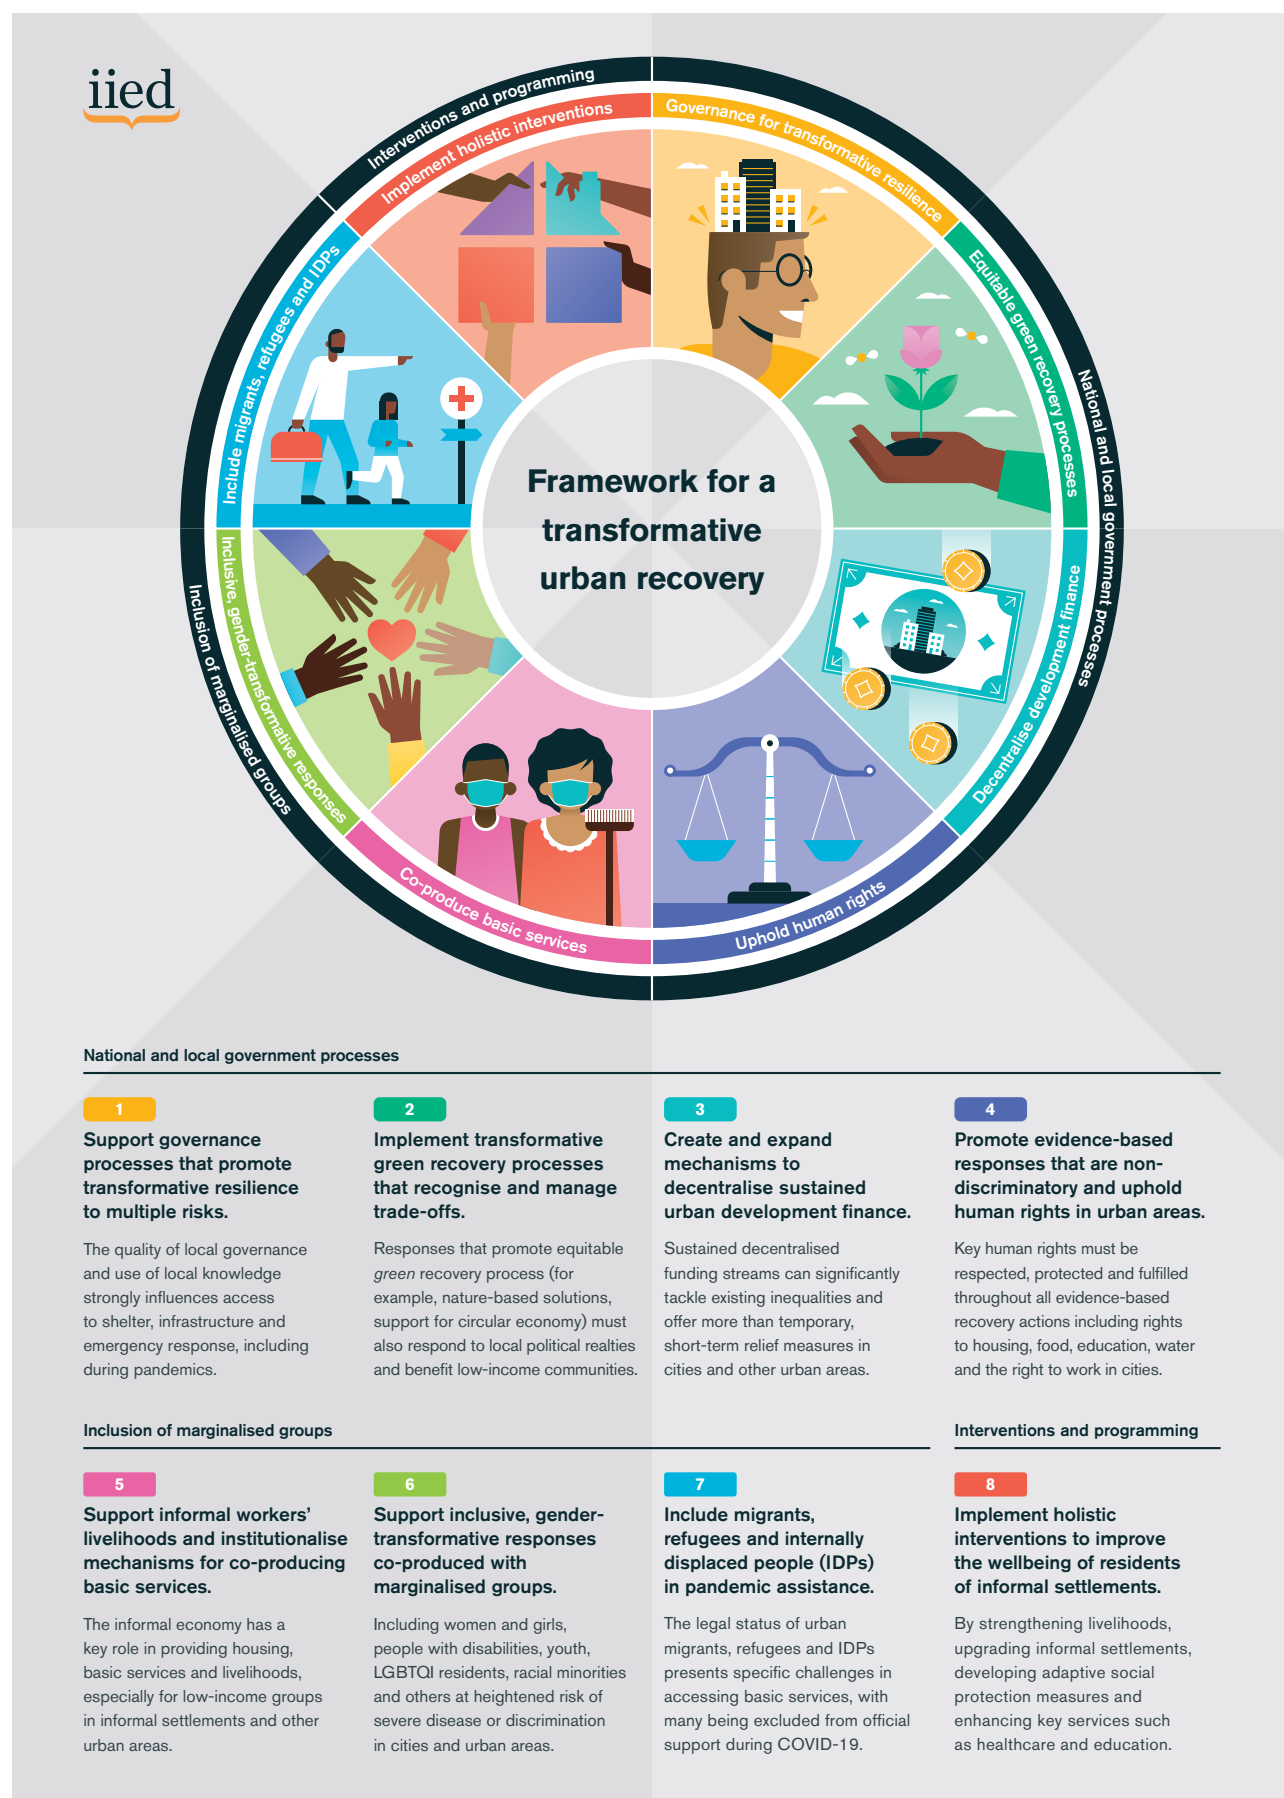 iied
Interventions and programming
Implement holistic interventions
Governance for transformative resilience
Equitable green recovery processes
National and local government processes
Decentralise development finance
Uphold human rights
Co-produce basic services
Inclusive, gender-transformative responses
Inclusion of marginalised groups
Include migrants, refugees and IDPs
Framework for a
transformative
urban recovery
National and local government processes
1
Support governance
processes that promote
transformative resilience
to multiple risks.
The quality of local governance
and use of local knowledge
strongly influences access
to shelter, infrastructure and
emergency response, including
during pandemics.
2
Implement transformative
green recovery processes
that recognise and manage
trade-offs.
Responses that promote equitable
green recovery process (for
example, nature-based solutions,
support for circular economy) must
also respond to local political realties
and benefit low-income communities.
3
Create and expand
mechanisms to
decentralise sustained
urban development finance.
Sustained decentralised
funding streams can significantly
tackle existing inequalities and
offer more than temporary,
short-term relief measures in
cities and other urban areas.
4
Promote evidence-based
responses that are non-
discriminatory and uphold
human rights in urban areas.
Key human rights must be
respected, protected and fulfilled
throughout all evidence-based
recovery actions including rights
to housing, food, education, water
and the right to work in cities.
Inclusion of marginalised groups
5
Support informal workers'
livelihoods and institutionalise
mechanisms for co-producing
basic services.
The informal economy has a
key role in providing housing,
basic services and livelihoods,
especially for low-income groups
in informal settlements and other
urban areas.
6
Support inclusive, gender-
transformative responses
co-produced with
marginalised groups.
Including women and girls,
people with disabilities, youth,
LGBTQI residents, racial minorities
and others at heightened risk of
severe disease or discrimination
in cities and urban areas.
7
Include migrants,
refugees and internally
displaced people (IDPs)
in pandemic assistance.
The legal status of urban
migrants, refugees and IDPs
presents specific challenges in
accessing basic services, with
many being excluded from official
support during COVID-19.
Interventions and programming
8
Implement holistic
interventions to improve
the wellbeing of residents
of informal settlements.
By strengthening livelihoods,
upgrading informal settlements,
developing adaptive social
protection measures and
enhancing key services such
as healthcare and education.